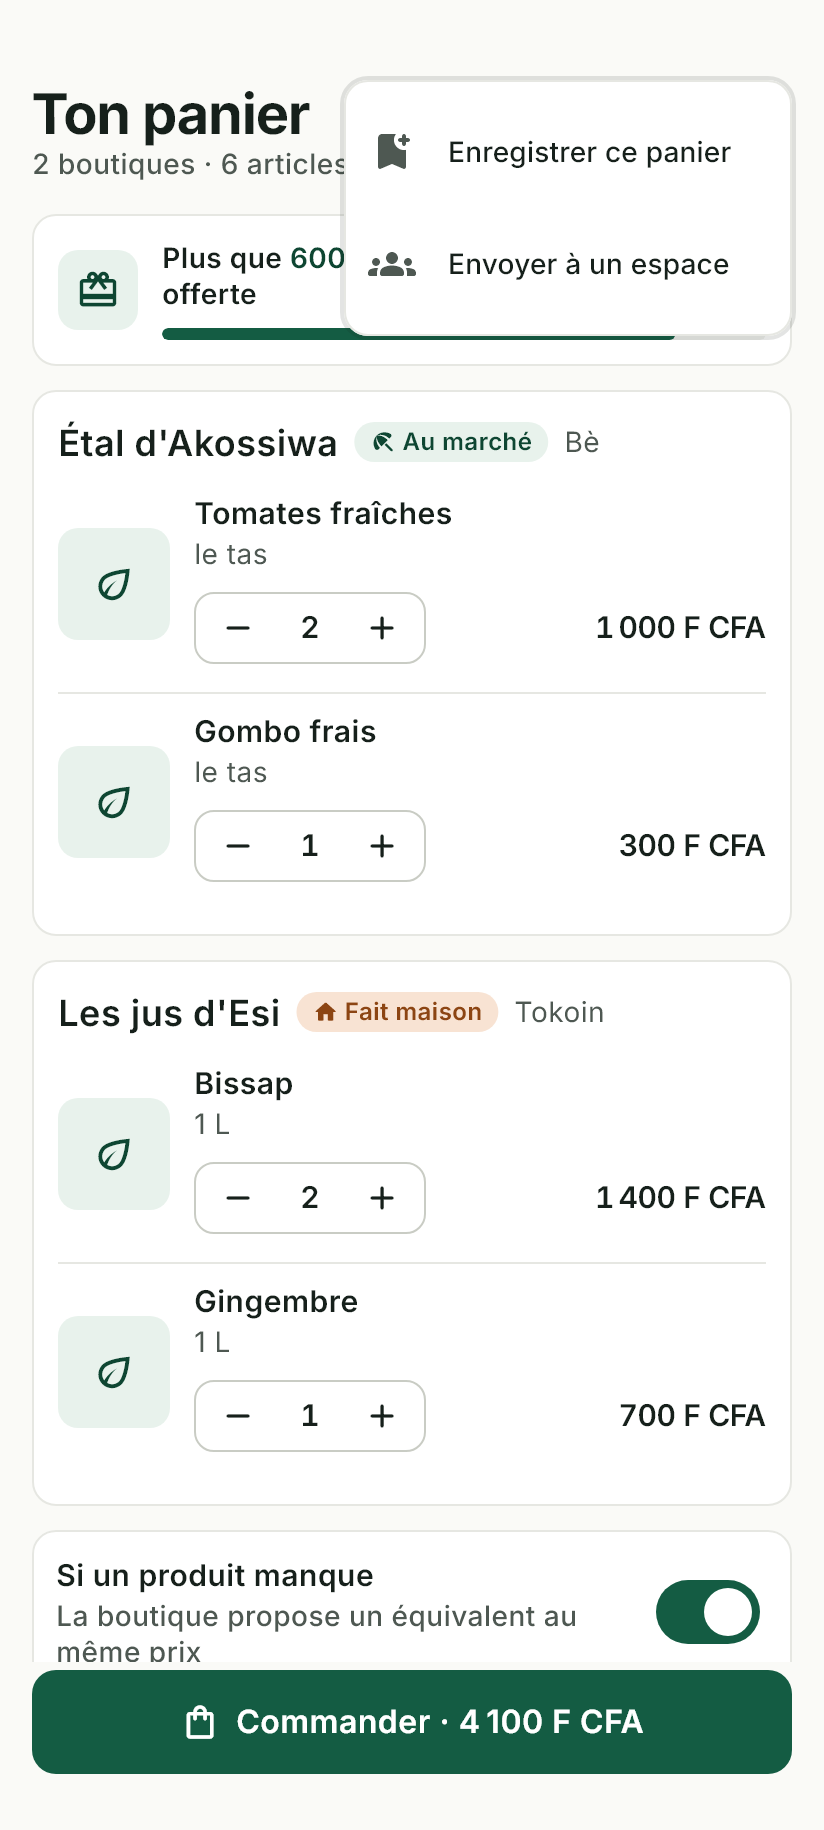 Ton panier
2 boutiques · 6 articles
Enregistrer ce panier
Envoyer à un espace
Plus que 600
offerte
Étal d'Akossiwa
Au marché
Bè
Tomates fraîches
le tas
2
1 000 F CFA
Gombo frais
le tas
1
300 F CFA
Les jus d'Esi
Fait maison
Tokoin
Bissap
1 L
2
1 400 F CFA
Gingembre
1 L
1
700 F CFA
Si un produit manque
La boutique propose un équivalent au
même prix
Commander · 4 100 F CFA